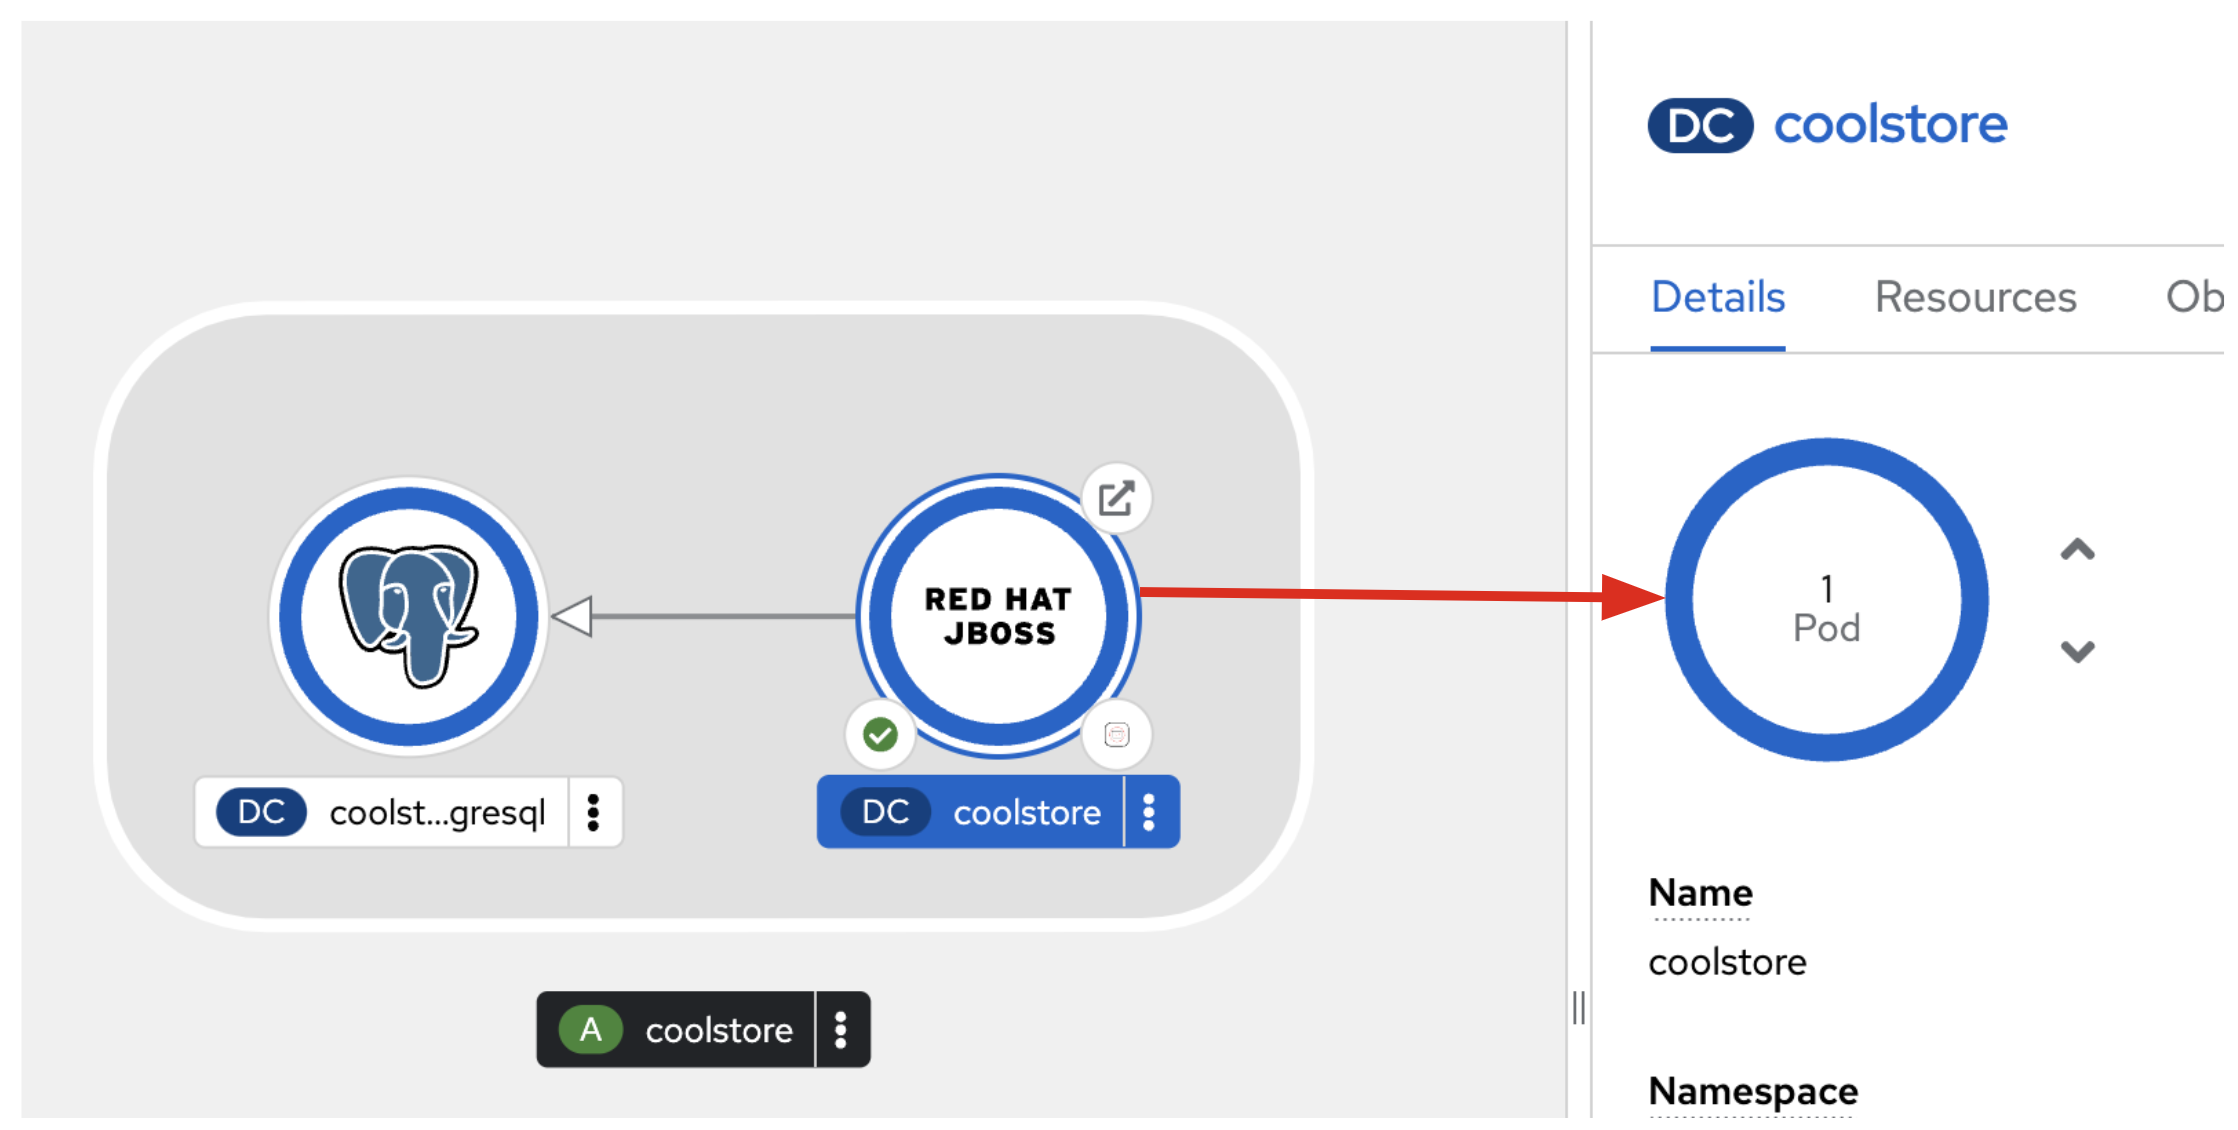 RED HAT
JBOSS
DC coolst...gresql
DC coolstore
A coolstore
DC coolstore
Details Resources Ob
1
Pod
Name
coolstore
Namespace